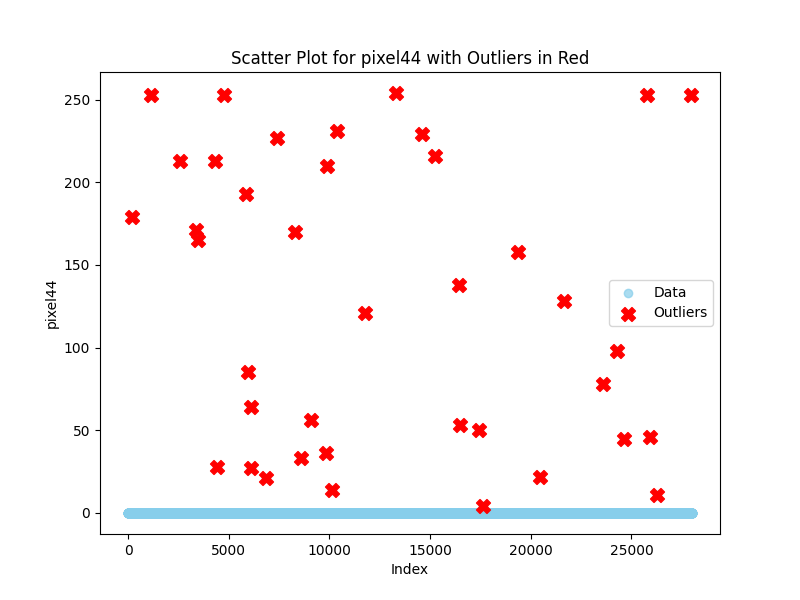 Scatter Plot for pixel44 with Outliers in Red
250
200
150
100
50
0
pixel44
Data
Outliers
0 5000 10000 15000 20000 25000
Index